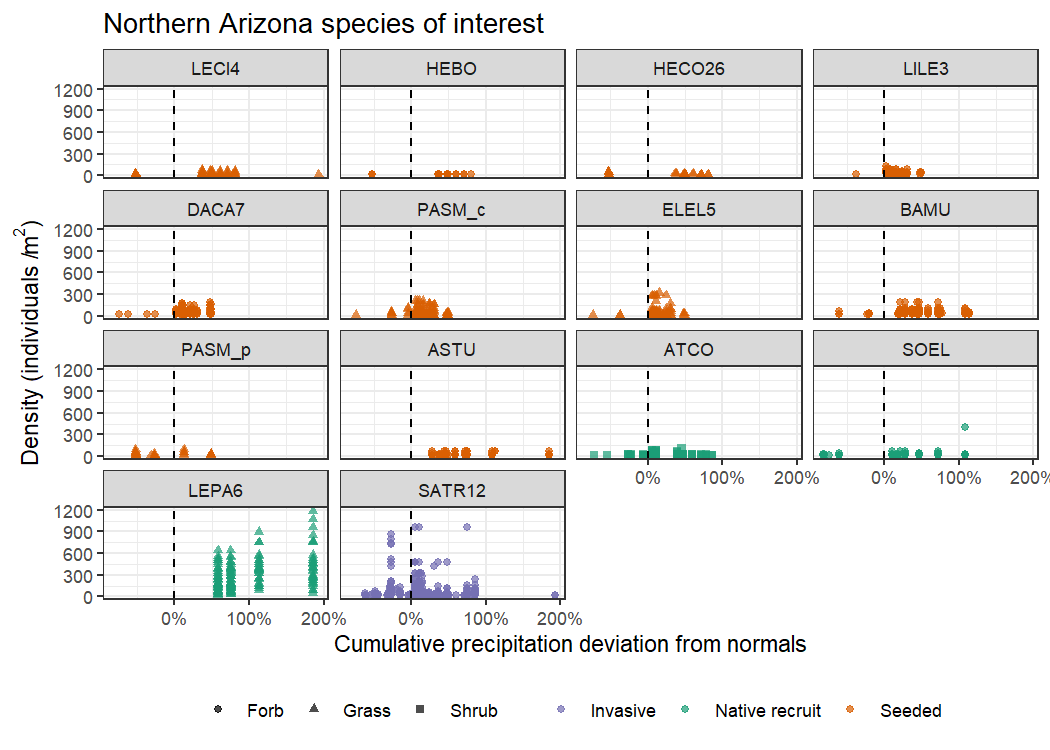 Northern Arizona species of interest
LECI4 HEBO HECO26 LILE3
1200
900
600
300
0
DACA7 PASM_c ELEL5 BAMU
1200
900
600
300
0
PASM_p ASTU ATCO SOEL
1200
900
600
300
0
0% 100% 200% 0% 100% 200%
LEPA6 SATR12
1200
900
600
300
0
0% 100% 200% 0% 100% 200%
Density (individuals /m²)
Cumulative precipitation deviation from normals
Forb Grass Shrub Invasive Native recruit Seeded